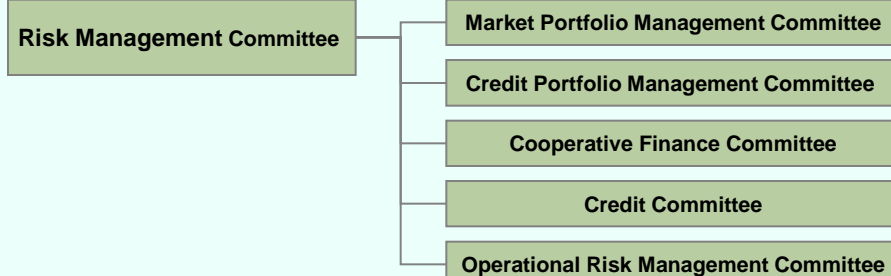 Risk Management Committee
Market Portfolio Management Committee
Credit Portfolio Management Committee
Cooperative Finance Committee
Credit Committee
Operational Risk Management Committee